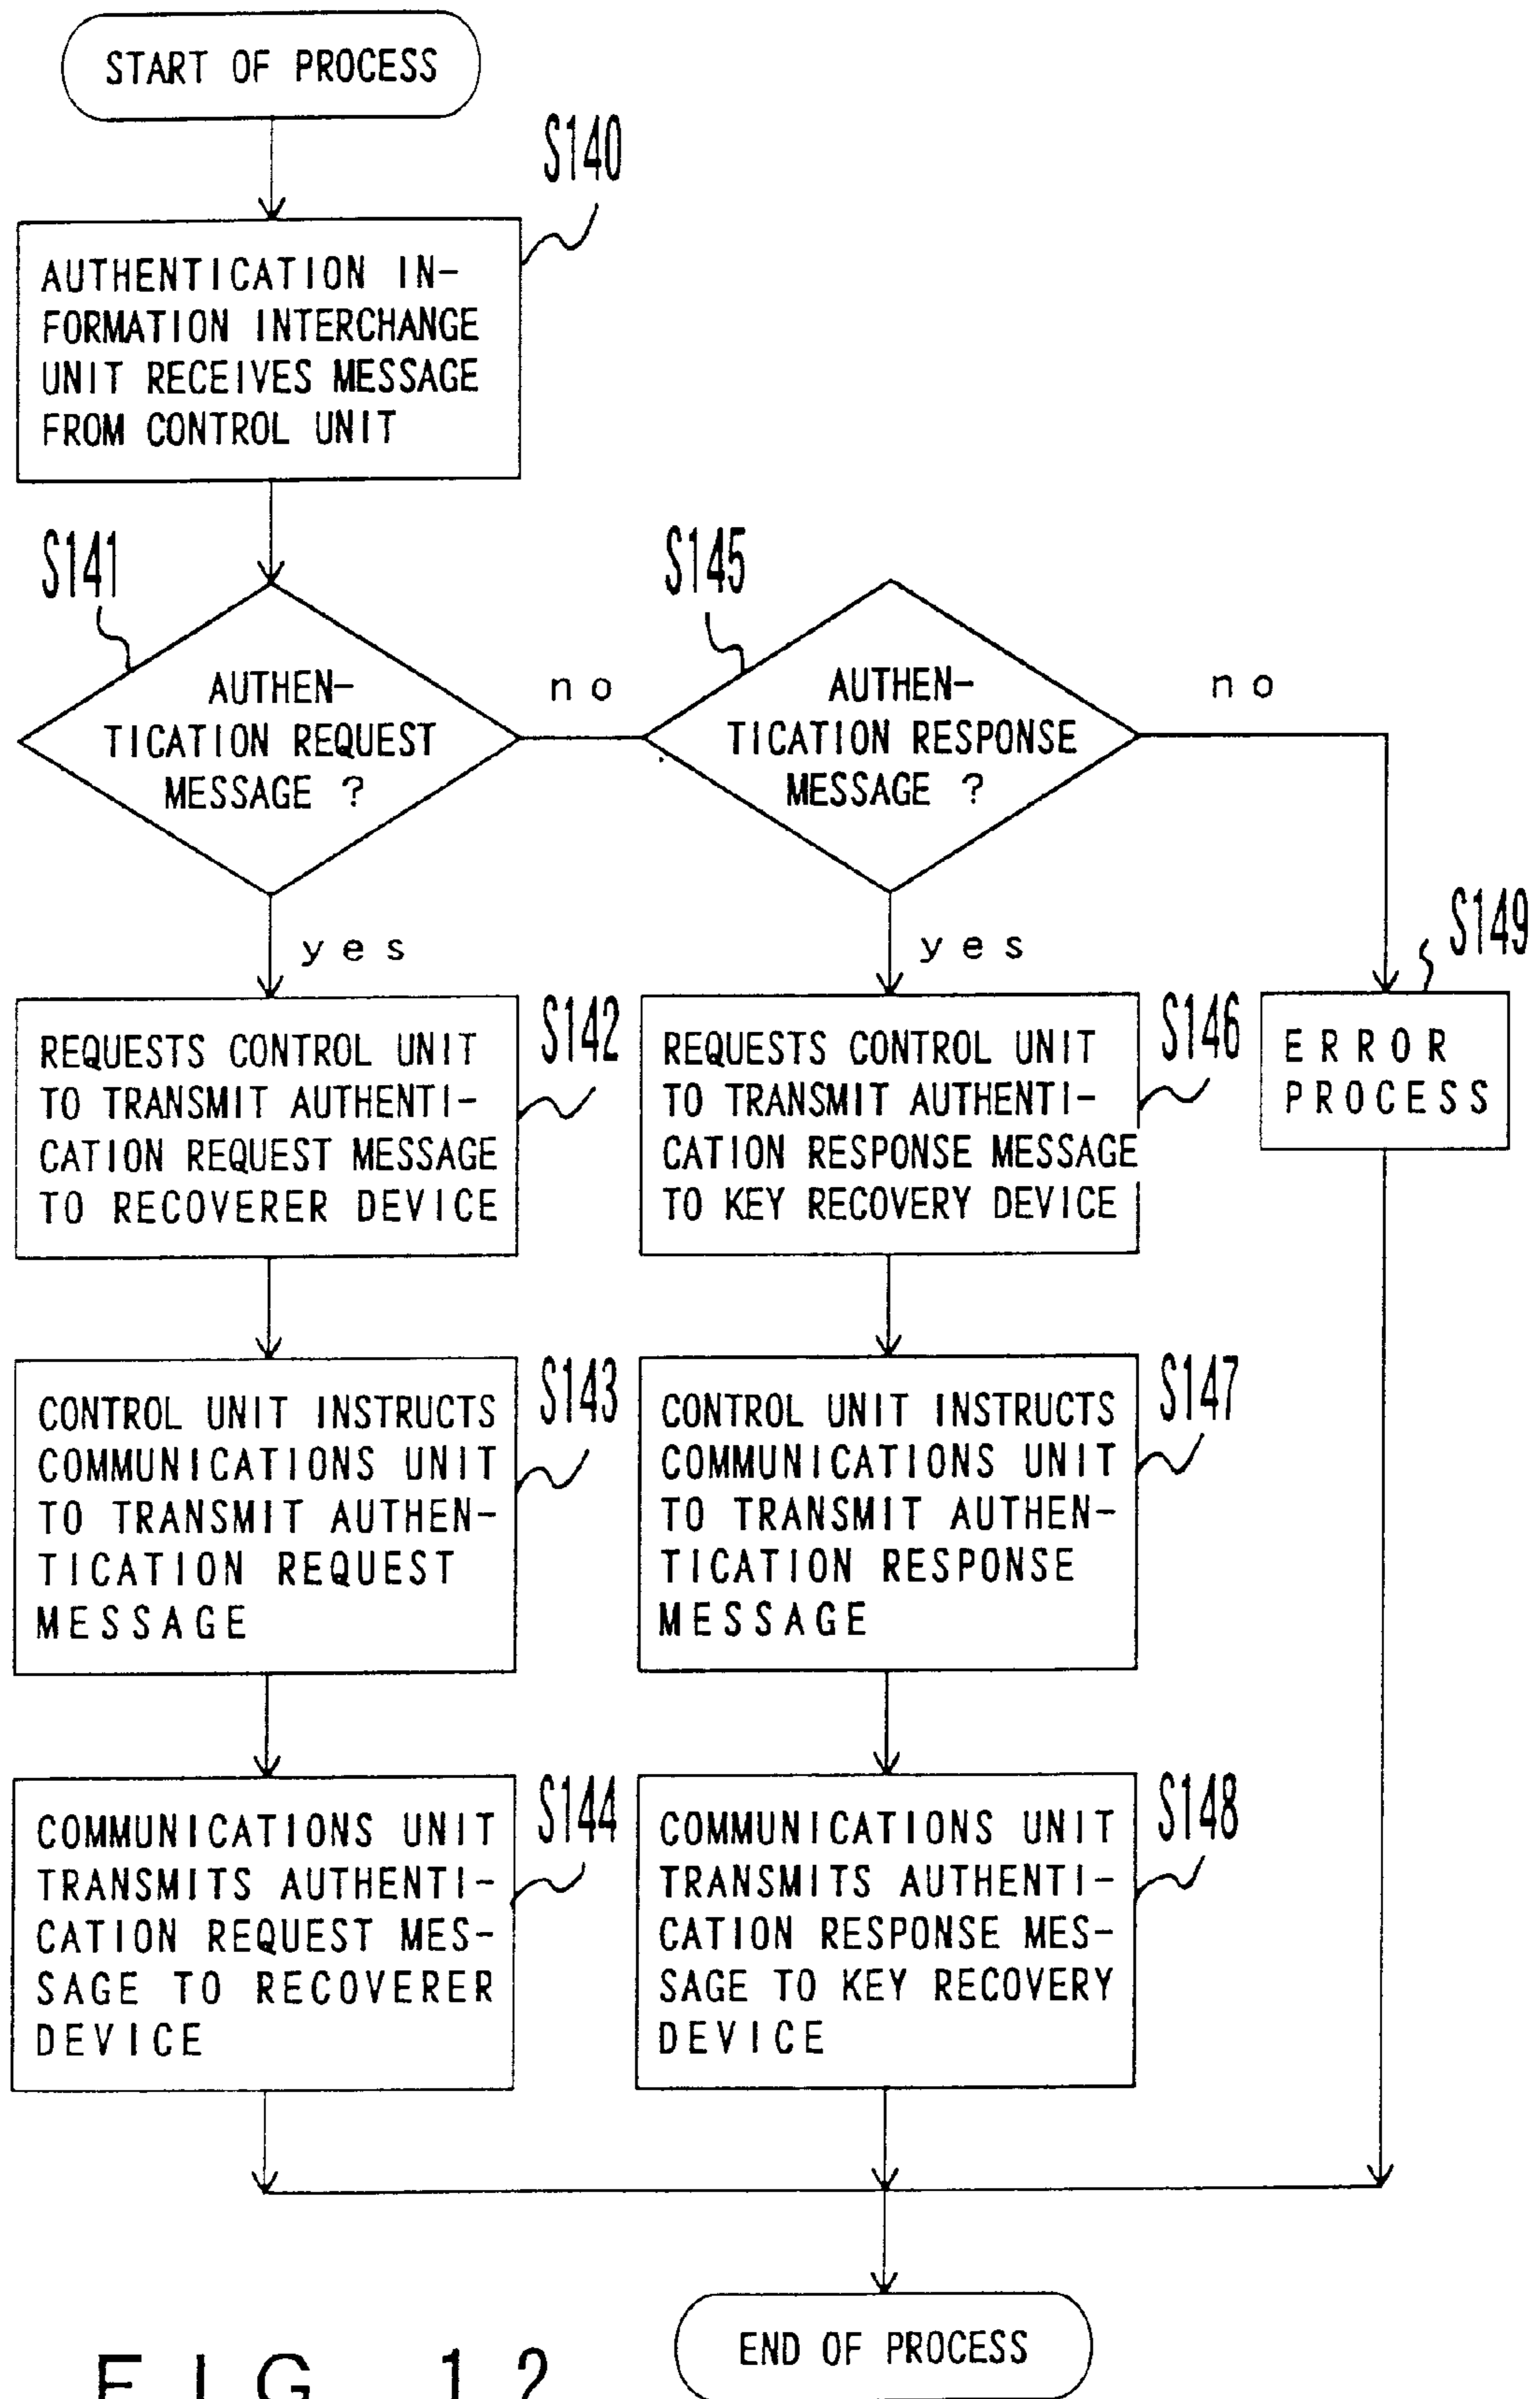 START OF PROCESS
S140
AUTHENTICATION IN-
FORMATION INTERCHANGE
UNIT RECEIVES MESSAGE
FROM CONTROL UNIT
S141
AUTHEN-
TICATION REQUEST
MESSAGE ?
no
yes
S145
AUTHEN-
TICATION RESPONSE
MESSAGE ?
no
yes
S142
REQUESTS CONTROL UNIT
TO TRANSMIT AUTHENTI-
CATION REQUEST MESSAGE
TO RECOVERER DEVICE
S146
REQUESTS CONTROL UNIT
TO TRANSMIT AUTHENTI-
CATION RESPONSE MESSAGE
TO KEY RECOVERY DEVICE
S149
ERROR
PROCESS
S143
CONTROL UNIT INSTRUCTS
COMMUNICATIONS UNIT
TO TRANSMIT AUTHEN-
TICATION REQUEST
MESSAGE
S147
CONTROL UNIT INSTRUCTS
COMMUNICATIONS UNIT
TO TRANSMIT AUTHEN-
TICATION RESPONSE
MESSAGE
S144
COMMUNICATIONS UNIT
TRANSMITS AUTHENTI-
CATION REQUEST MES-
SAGE TO RECOVERER
DEVICE
S148
COMMUNICATIONS UNIT
TRANSMITS AUTHENTI-
CATION RESPONSE MES-
SAGE TO KEY RECOVERY
DEVICE
END OF PROCESS
FIG 12